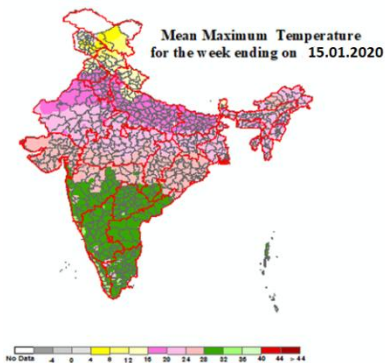 Mean Maximum Temperature
for the week ending on 15.01.2020
No Data -4 0 4 8 12 16 20 24 28 32 36 40 44 > 44